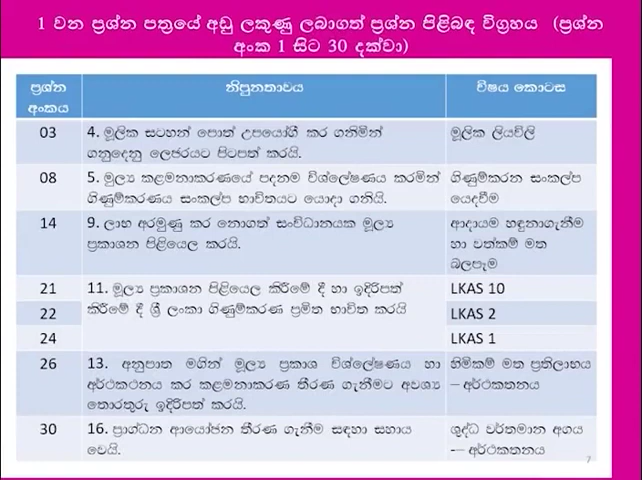 1 වන ප්‍රශ්න පත්‍රයේ අඩු ලකුණු ලබාගත් ප්‍රශ්න පිළිබඳ විග්‍රහය (ප්‍රශ්න
අංක 1 සිට 30 දක්වා)
ප්‍රශ්න අංකය නිපුනතාවය විෂය කොටස
03 4. මූලික සටහන් පොත් උපයෝගී කර ගනිමින් මූලික ලියවිලි
ගනුදෙනු ලෙජරයට පිටපත් කරයි.
08 5. මූල්‍ය කළමනාකරණයේ පදනම විශ්ලේෂණය කරමින් ගිණුම්කරන සංකල්ප
ගිණුම්කරණය සංකල්ප භාවිතයට යොදා ගනියි. යෙදවීම
14 9. ලාභ අරමුණු කර නොගත් සංවිධානයක මූල්‍ය ආදායම හඳුනාගැනීම
ප්‍රකාශන පිළියෙල කරයි. හා වත්කම් මත
බලපෑම
21 11. මූල්‍ය ප්‍රකාශන පිළියෙල කිරීමේ දී හා ඉදිරිපත් LKAS 10
22 කිරීමේ දී ශ්‍රී ලංකා ගිණුම්කරණ ප්‍රමිත භාවිත කරයි LKAS 2
24 LKAS 1
26 13. අනුපාත මගින් මූල්‍ය ප්‍රකාශ විශ්ලේෂණය හා හිමිකම් මත ප්‍රතිලාභය
අර්ථකථනය කර කළමනාකරණ තීරණ ගැනීමට අවශ්‍ය – අර්ථකතනය
තොරතුරු ඉදිරිපත් කරයි.
30 16. ප්‍රාග්ධන ආයෝජන තීරණ ගැනීම සඳහා සහාය ශුද්ධ වර්තමාන අගය
වෙයි. — අර්ථකතනය
7